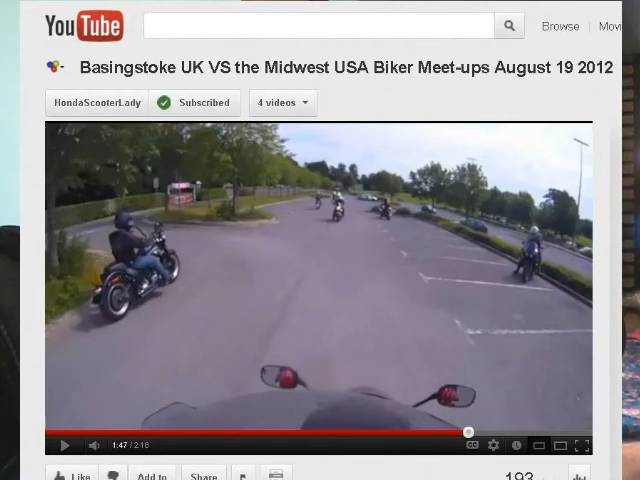 YouTube
Browse
Basingstoke UK VS the Midwest USA Biker Meet-ups August 19 2012
HondaScooterLady Subscribed 4 videos
1:47 / 2:18
Like Add to Share 193